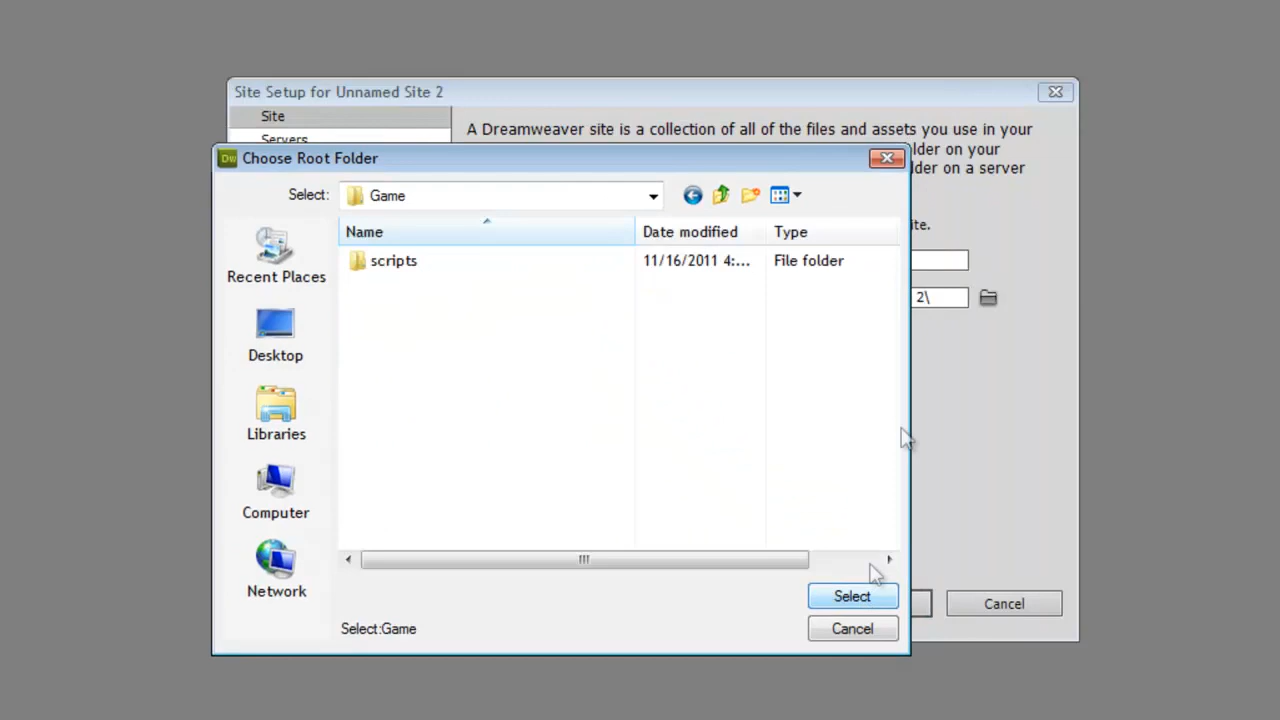 Site Setup for Unnamed Site 2
Site
Servers
A Dreamweaver site is a collection of all of the files and assets you use in your
lder on your
lder on a server
ite.
2\
Cancel
Dw Choose Root Folder
Select: Game
Name Date modified Type
scripts 11/16/2011 4:... File folder
Recent Places
Desktop
Libraries
Computer
Network
Select
Select:Game
Cancel